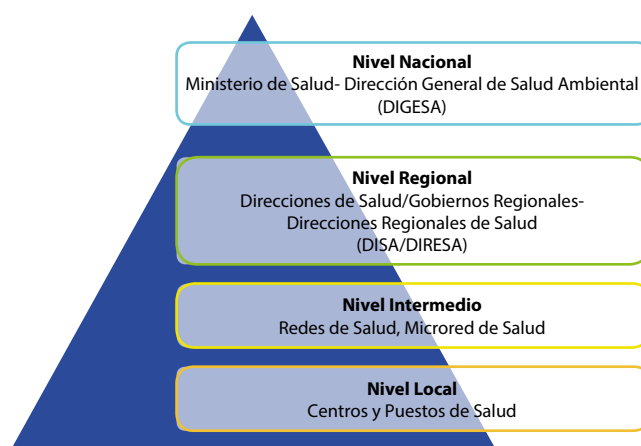 Nivel Nacional
Ministerio de Salud- Dirección General de Salud Ambiental
(DIGESA)
Nivel Regional
Direcciones de Salud/Gobiernos Regionales-
Direcciones Regionales de Salud
(DISA/DIRESA)
Nivel Intermedio
Redes de Salud, Microred de Salud
Nivel Local
Centros y Puestos de Salud